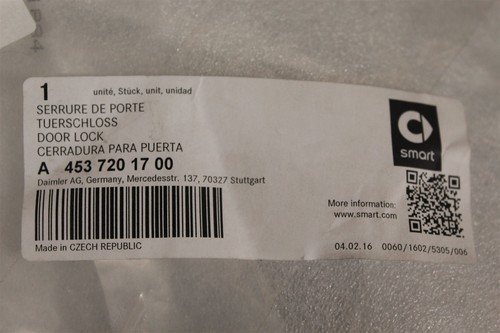 1 unité, Stück, unit, unidad
SERRURE DE PORTE
TUERSCHLOSS
DOOR LOCK
CERRADURA PARA PUERTA
A 453 720 17 00
Daimler AG, Germany, Mercedesstr. 137, 70327 Stuttgart
Made in CZECH REPUBLIC
smart
More information:
www.smart.com
04.02.16 0060/1602/5305/006